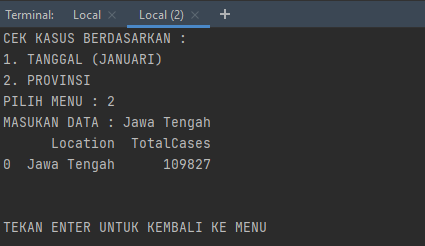 Terminal: Local × Local (2) × +
CEK KASUS BERDASARKAN :
1. TANGGAL (JANUARI)
2. PROVINSI
PILIH MENU : 2
MASUKAN DATA : Jawa Tengah
Location TotalCases
0 Jawa Tengah 109827
TEKAN ENTER UNTUK KEMBALI KE MENU